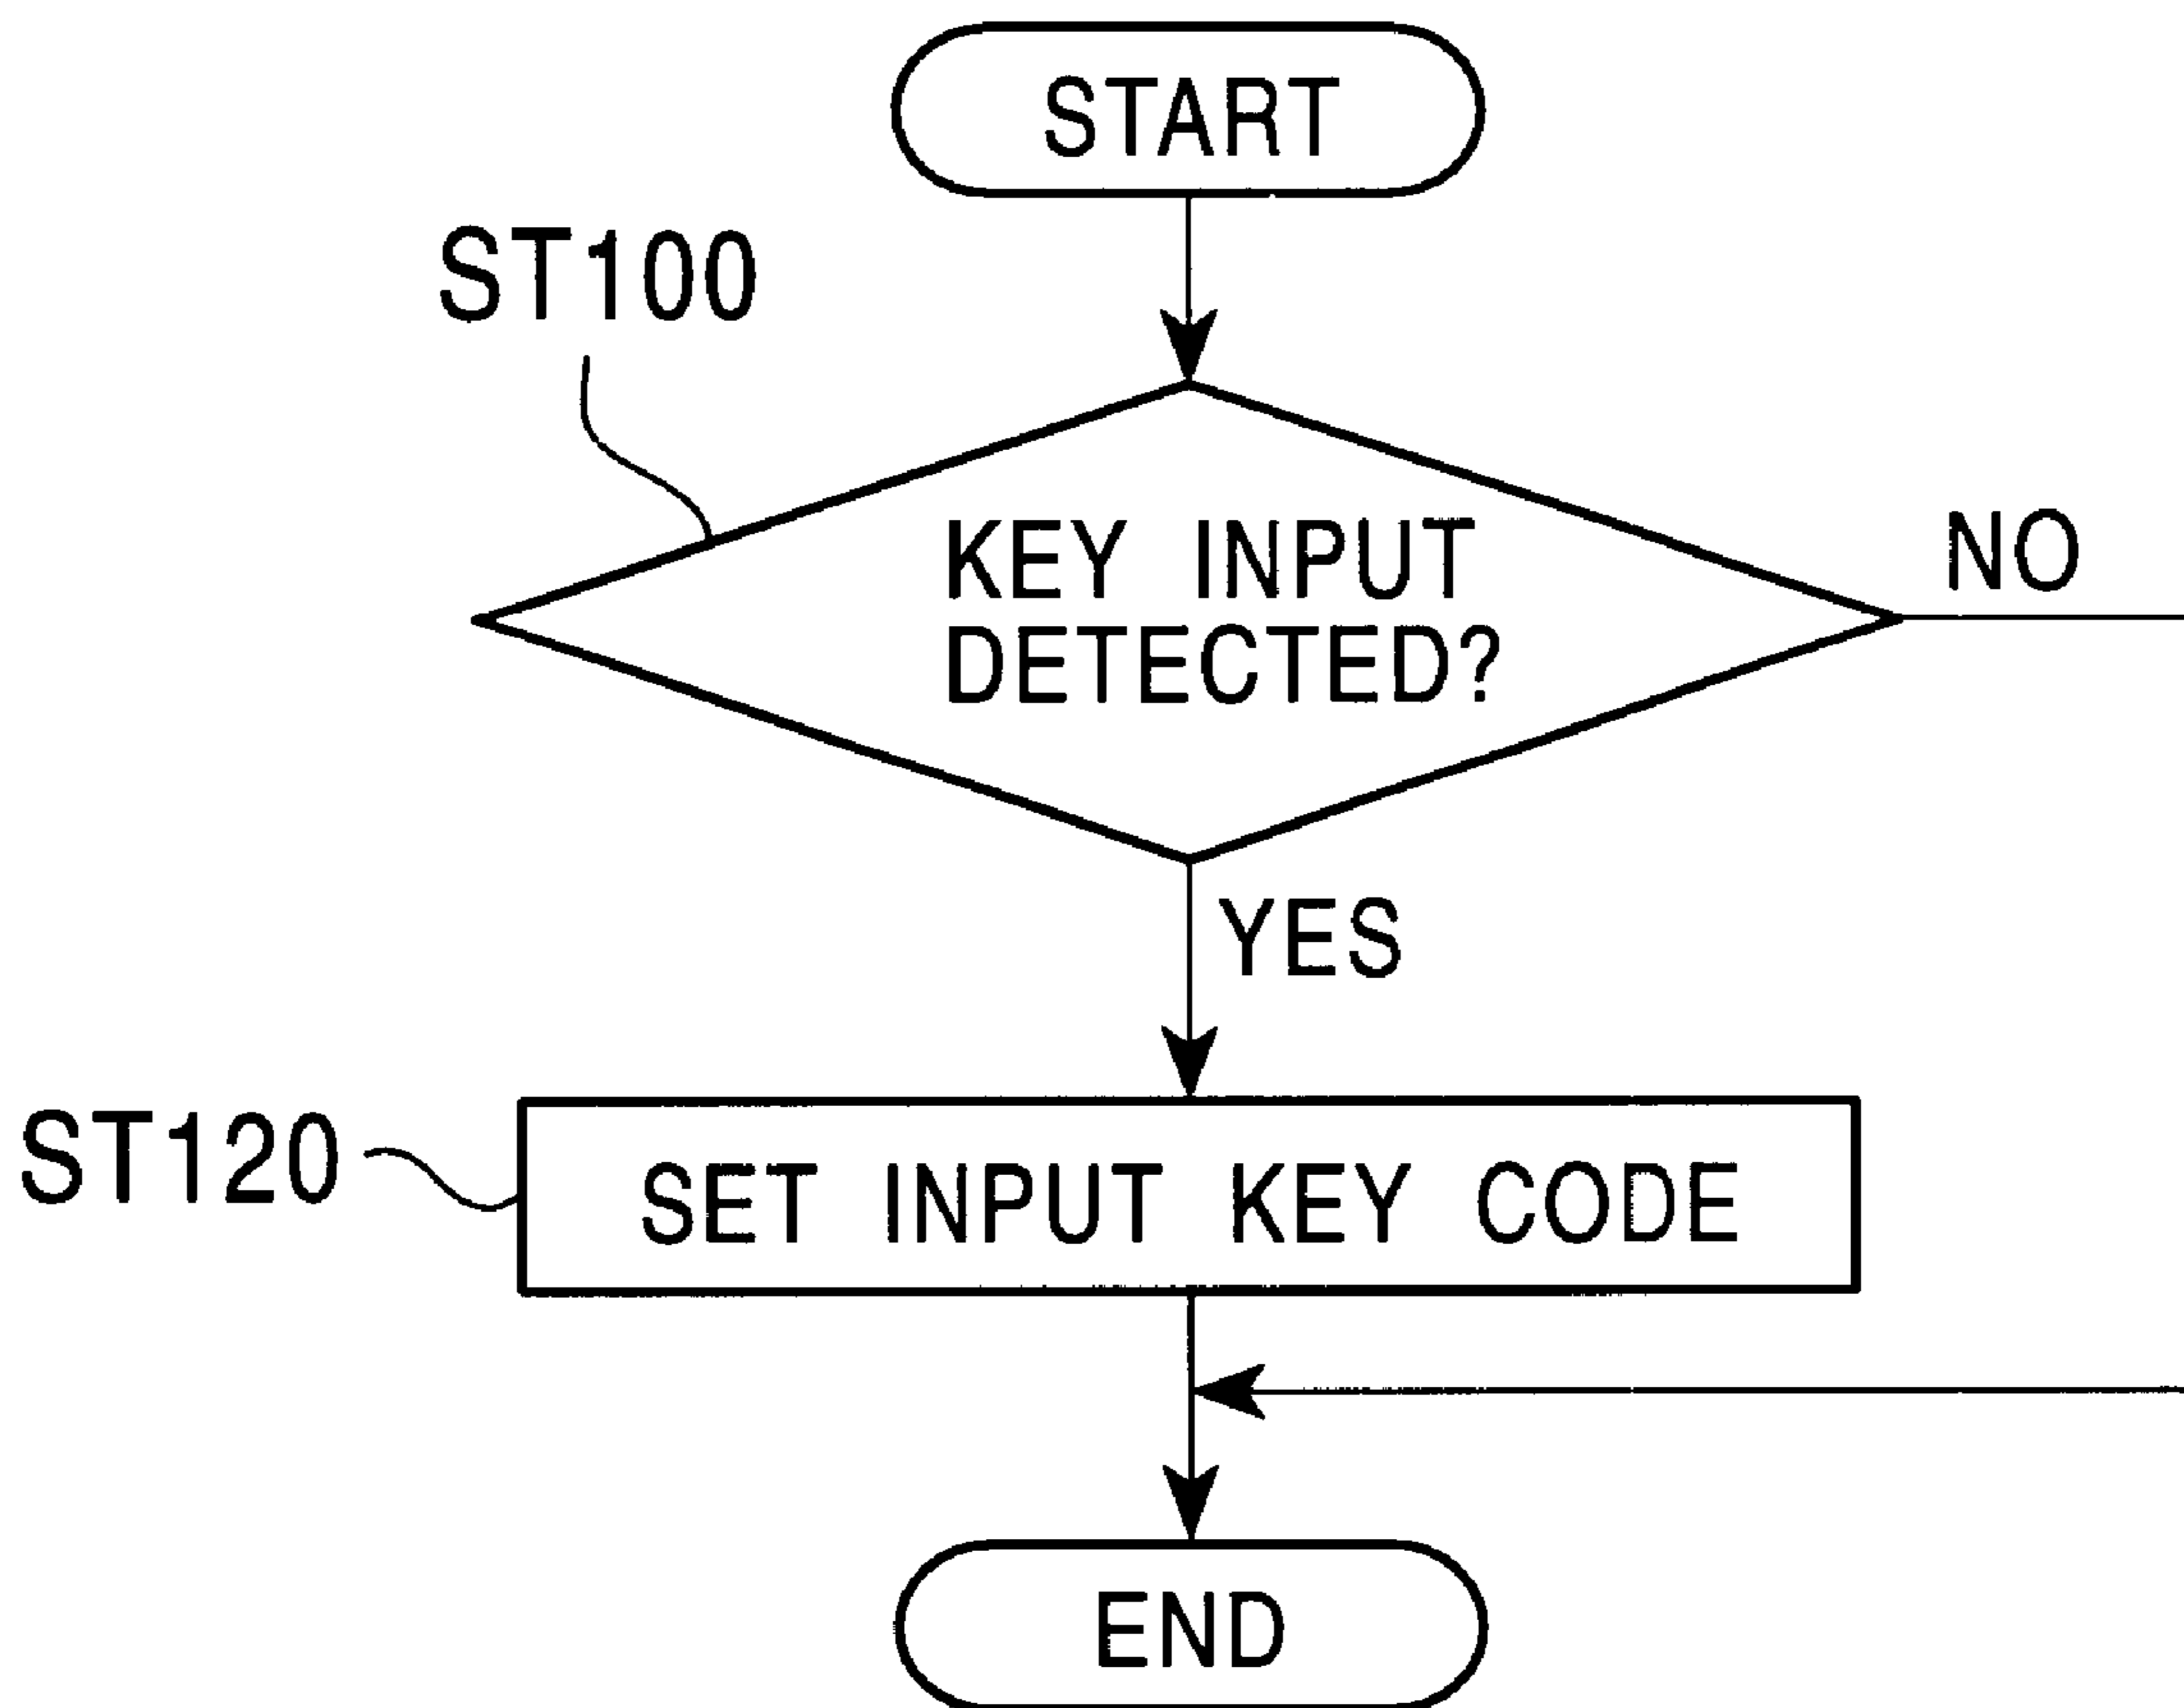 START
ST100
KEY INPUT
DETECTED?
NO
YES
ST120
SET INPUT KEY CODE
END